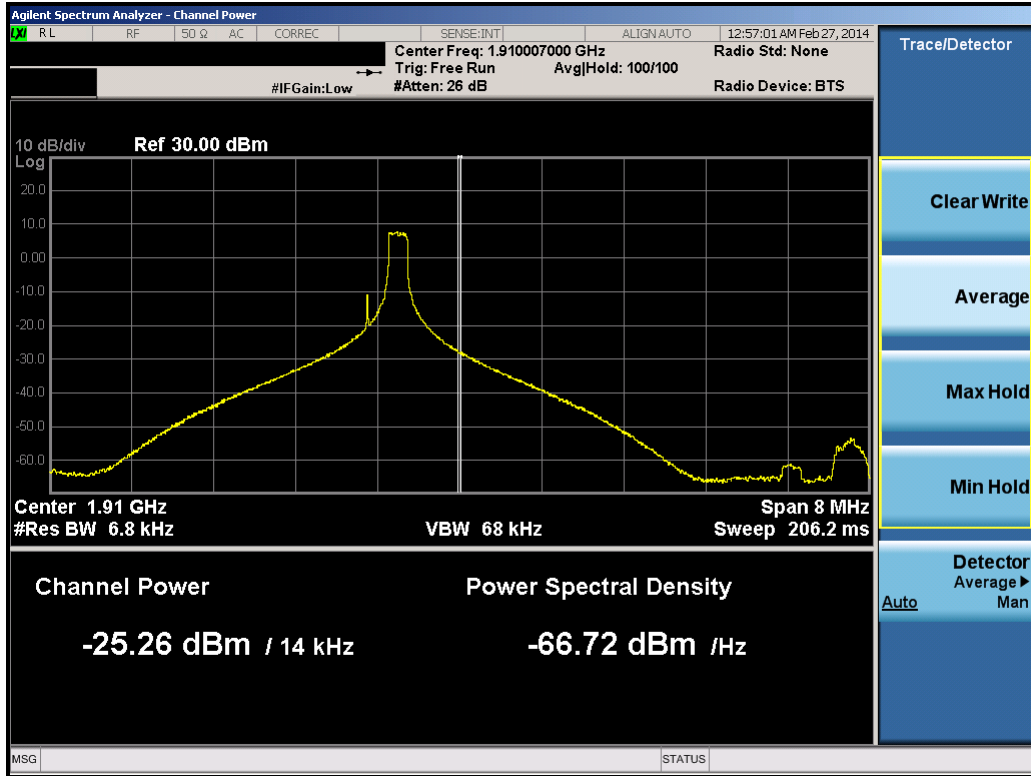 Agilent Spectrum Analyzer - Channel Power
LXI RL RF 50 Ω AC CORREC SENSE:INT ALIGN AUTO 12:57:01 AM Feb 27, 2014
Center Freq: 1.910007000 GHz Radio Std: None
Trig: Free Run Avg|Hold: 100/100
#IFGain:Low #Atten: 26 dB Radio Device: BTS
Trace/Detector
10 dB/div Ref 30.00 dBm
Log
20.0
10.0
0.00
-10.0
-20.0
-30.0
-40.0
-50.0
-60.0
Center 1.91 GHz Span 8 MHz
#Res BW 6.8 kHz VBW 68 kHz Sweep 206.2 ms
Channel Power Power Spectral Density
-25.26 dBm / 14 kHz -66.72 dBm /Hz
Clear Write
Average
Max Hold
Min Hold
Detector
Average
Auto Man
MSG STATUS